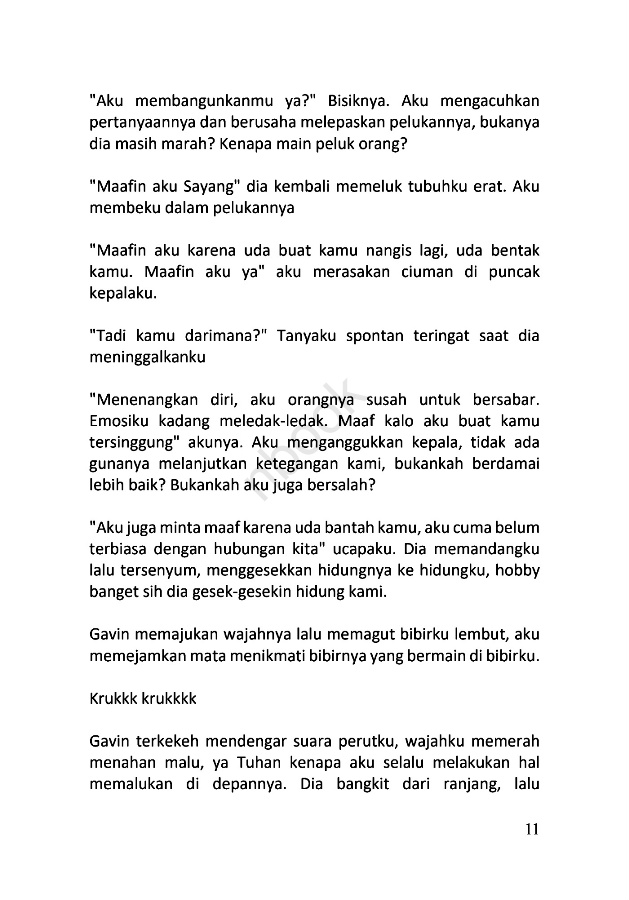 "Aku membangunkanmu ya?" Bisiknya. Aku mengacuhkan
pertanyaannya dan berusaha melepaskan pelukannya, bukanya
dia masih marah? Kenapa main peluk orang?
"Maafin aku Sayang" dia kembali memeluk tubuhku erat. Aku
membeku dalam pelukannya
"Maafin aku karena uda buat kamu nangis lagi, uda bentak
kamu. Maafin aku ya" aku merasakan ciuman di puncak
kepalaku.
"Tadi kamu darimana?" Tanyaku spontan teringat saat dia
meninggalkanku
"Menenangkan diri, aku orangnya susah untuk bersabar.
Emosiku kadang meledak-ledak. Maaf kalo aku buat kamu
tersinggung" akunya. Aku menganggukkan kepala, tidak ada
gunanya melanjutkan ketegangan kami, bukankah berdamai
lebih baik? Bukankah aku juga bersalah?
"Aku juga minta maaf karena uda bantah kamu, aku cuma belum
terbiasa dengan hubungan kita" ucapaku. Dia memandangku
lalu tersenyum, menggesekkan hidungnya ke hidungku, hobby
banget sih dia gesek-gesekin hidung kami.
Gavin memajukan wajahnya lalu memagut bibirku lembut, aku
memejamkan mata menikmati bibirnya yang bermain di bibirku.
Krukkk krukkkk
Gavin terkekeh mendengar suara perutku, wajahku memerah
menahan malu, ya Tuhan kenapa aku selalu melakukan hal
memalukan di depannya. Dia bangkit dari ranjang, lalu
11